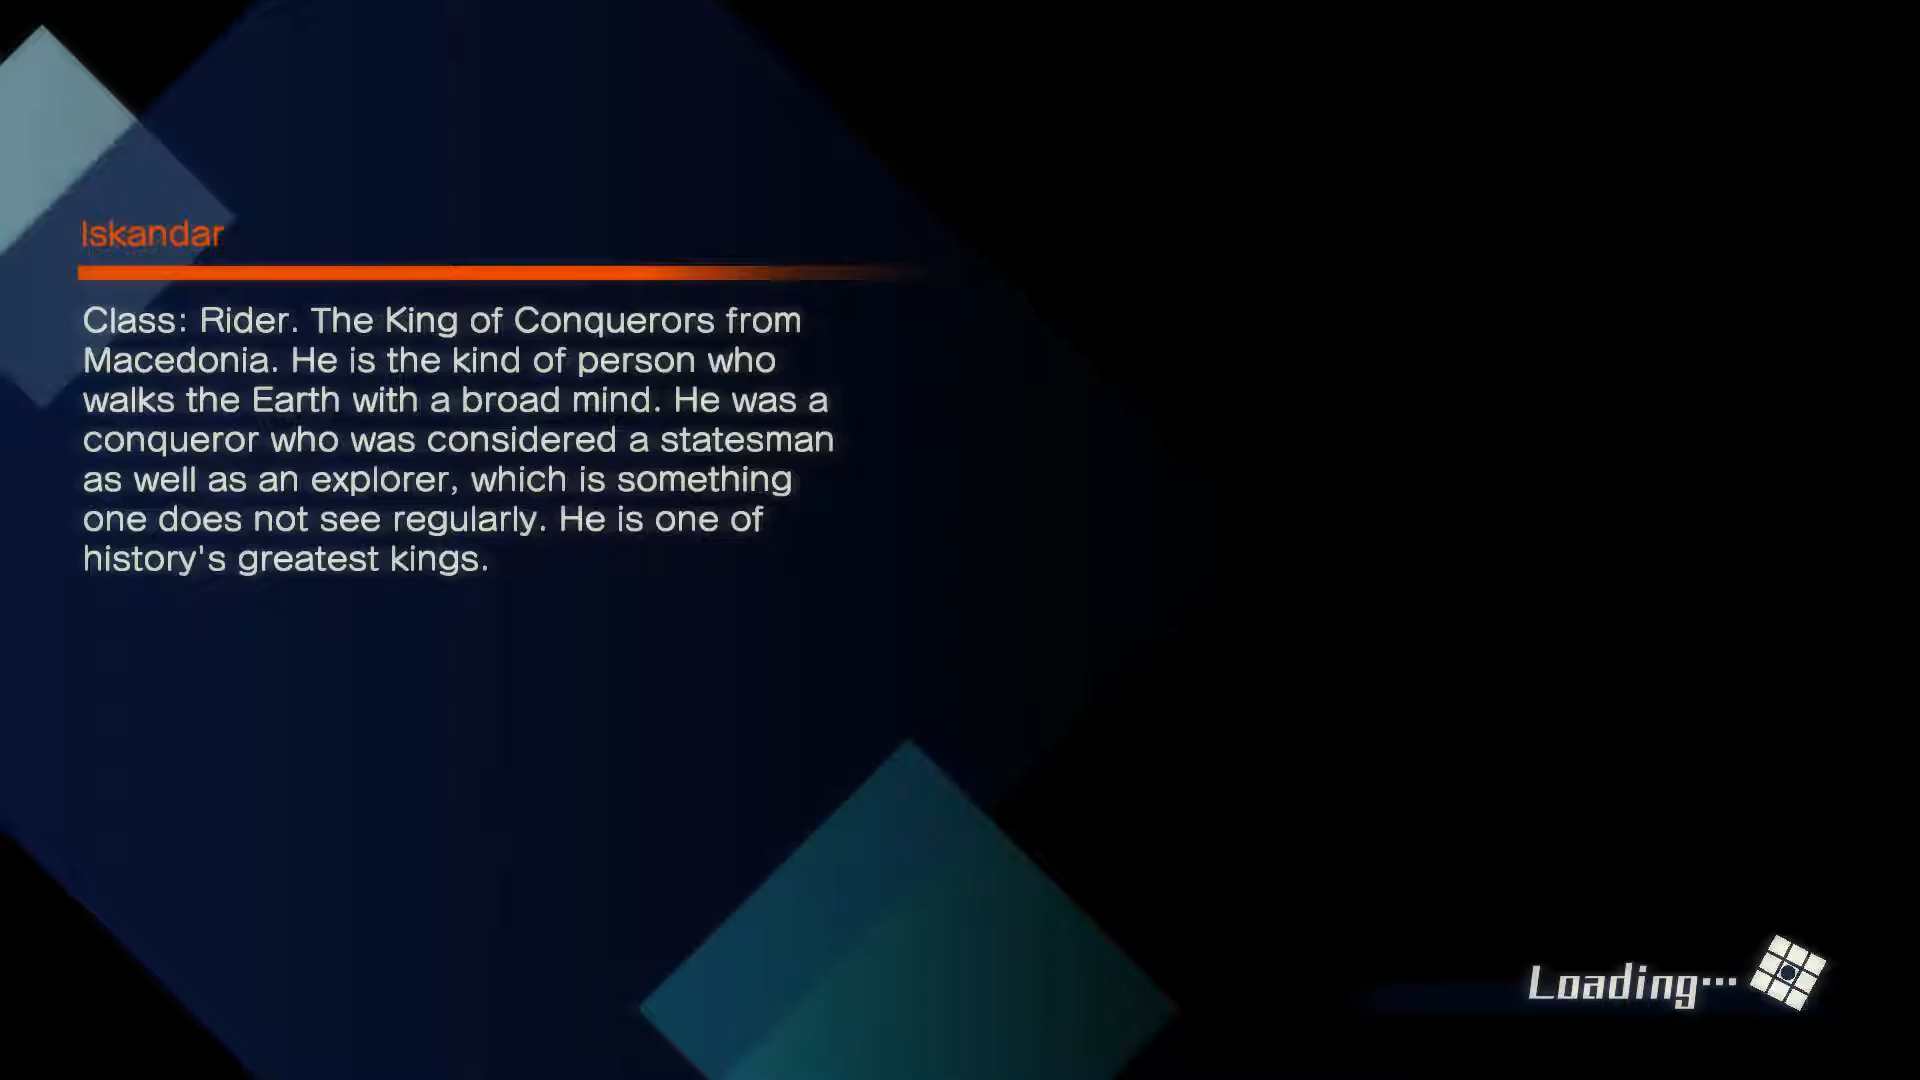 Iskandar
Class: Rider. The King of Conquerors from
Macedonia. He is the kind of person who
walks the Earth with a broad mind. He was a
conqueror who was considered a statesman
as well as an explorer, which is something
one does not see regularly. He is one of
history's greatest kings.
Loading...